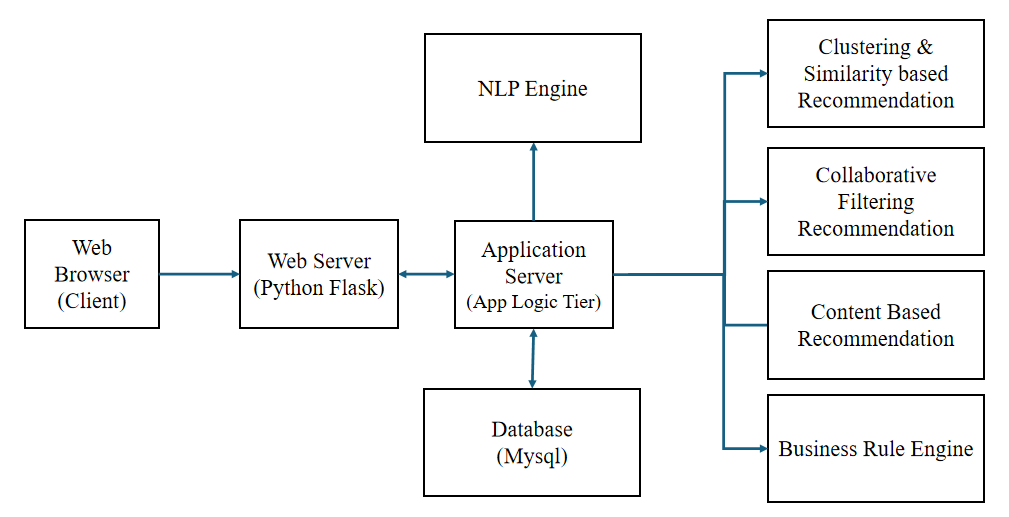 NLP Engine
Clustering &
Similarity based
Recommendation
Collaborative
Filtering
Recommendation
Web
Browser
(Client)
Web Server
(Python Flask)
Application
Server
(App Logic Tier)
Content Based
Recommendation
Database
(Mysql)
Business Rule Engine